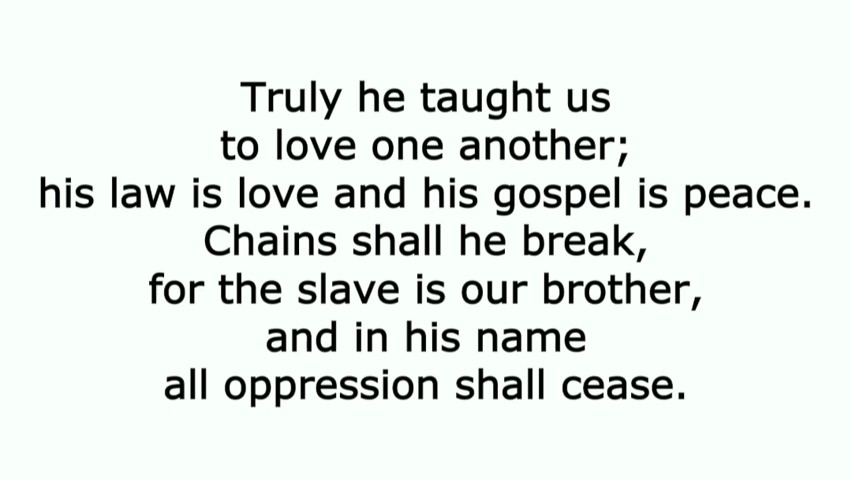 Truly he taught us
to love one another;
his law is love and his gospel is peace.
Chains shall he break,
for the slave is our brother,
and in his name
all oppression shall cease.